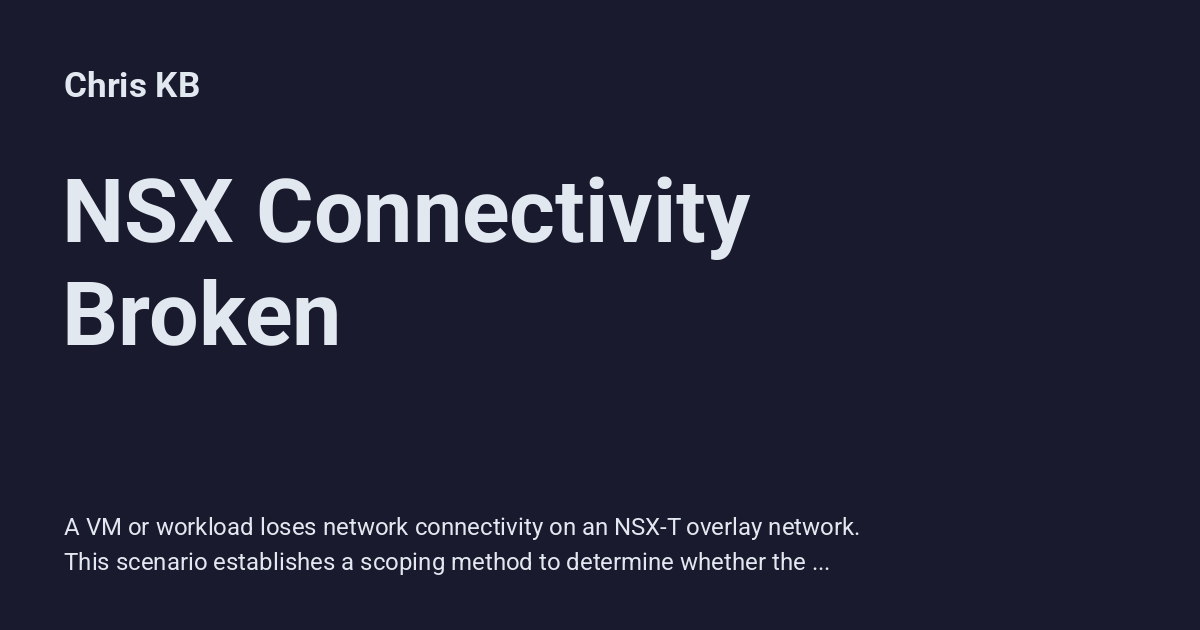 Chris KB
NSX Connectivity
Broken
A VM or workload loses network connectivity on an NSX-T overlay network.
This scenario establishes a scoping method to determine whether the ...